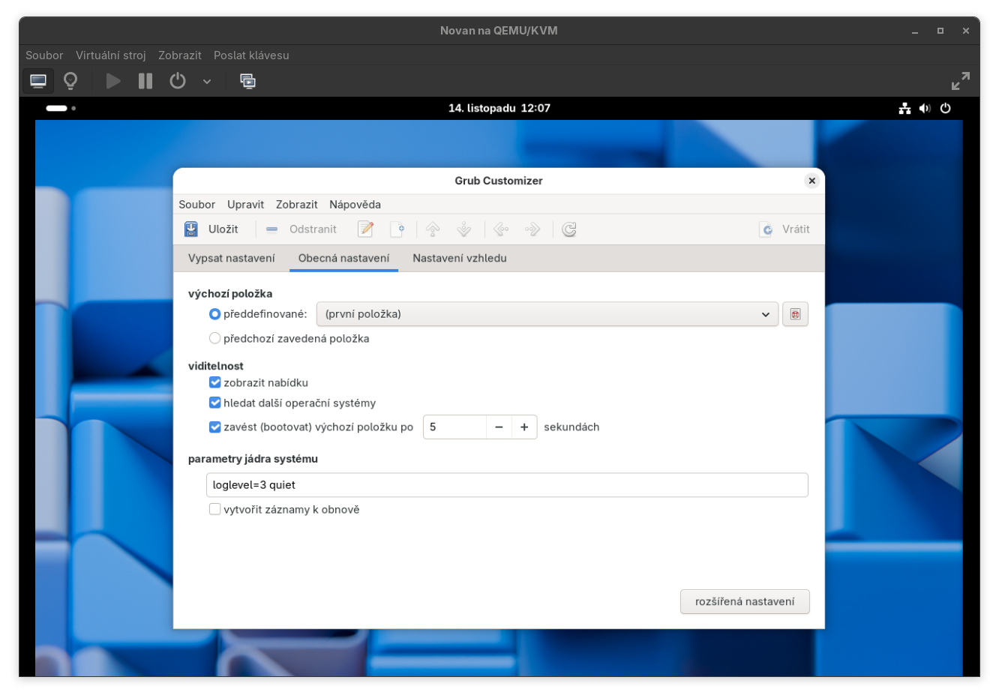 Novan na QEMU/KVM
Soubor Virtuální stroj Zobrazit Poslat klávesu
14. listopadu 12:07
Grub Customizer
Soubor Upravit Zobrazit Nápověda
Uložit Odstranit Vrátit
Vypsat nastavení Obecná nastavení Nastavení vzhledu
výchozí položka
předdefinované: (první položka)
předchozí zavedená položka
viditelnost
zobrazit nabídku
hledat další operační systémy
zavést (bootovat) výchozí položku po 5 sekundách
parametry jádra systému
loglevel=3 quiet
vytvořit záznamy k obnově
rozšířená nastavení